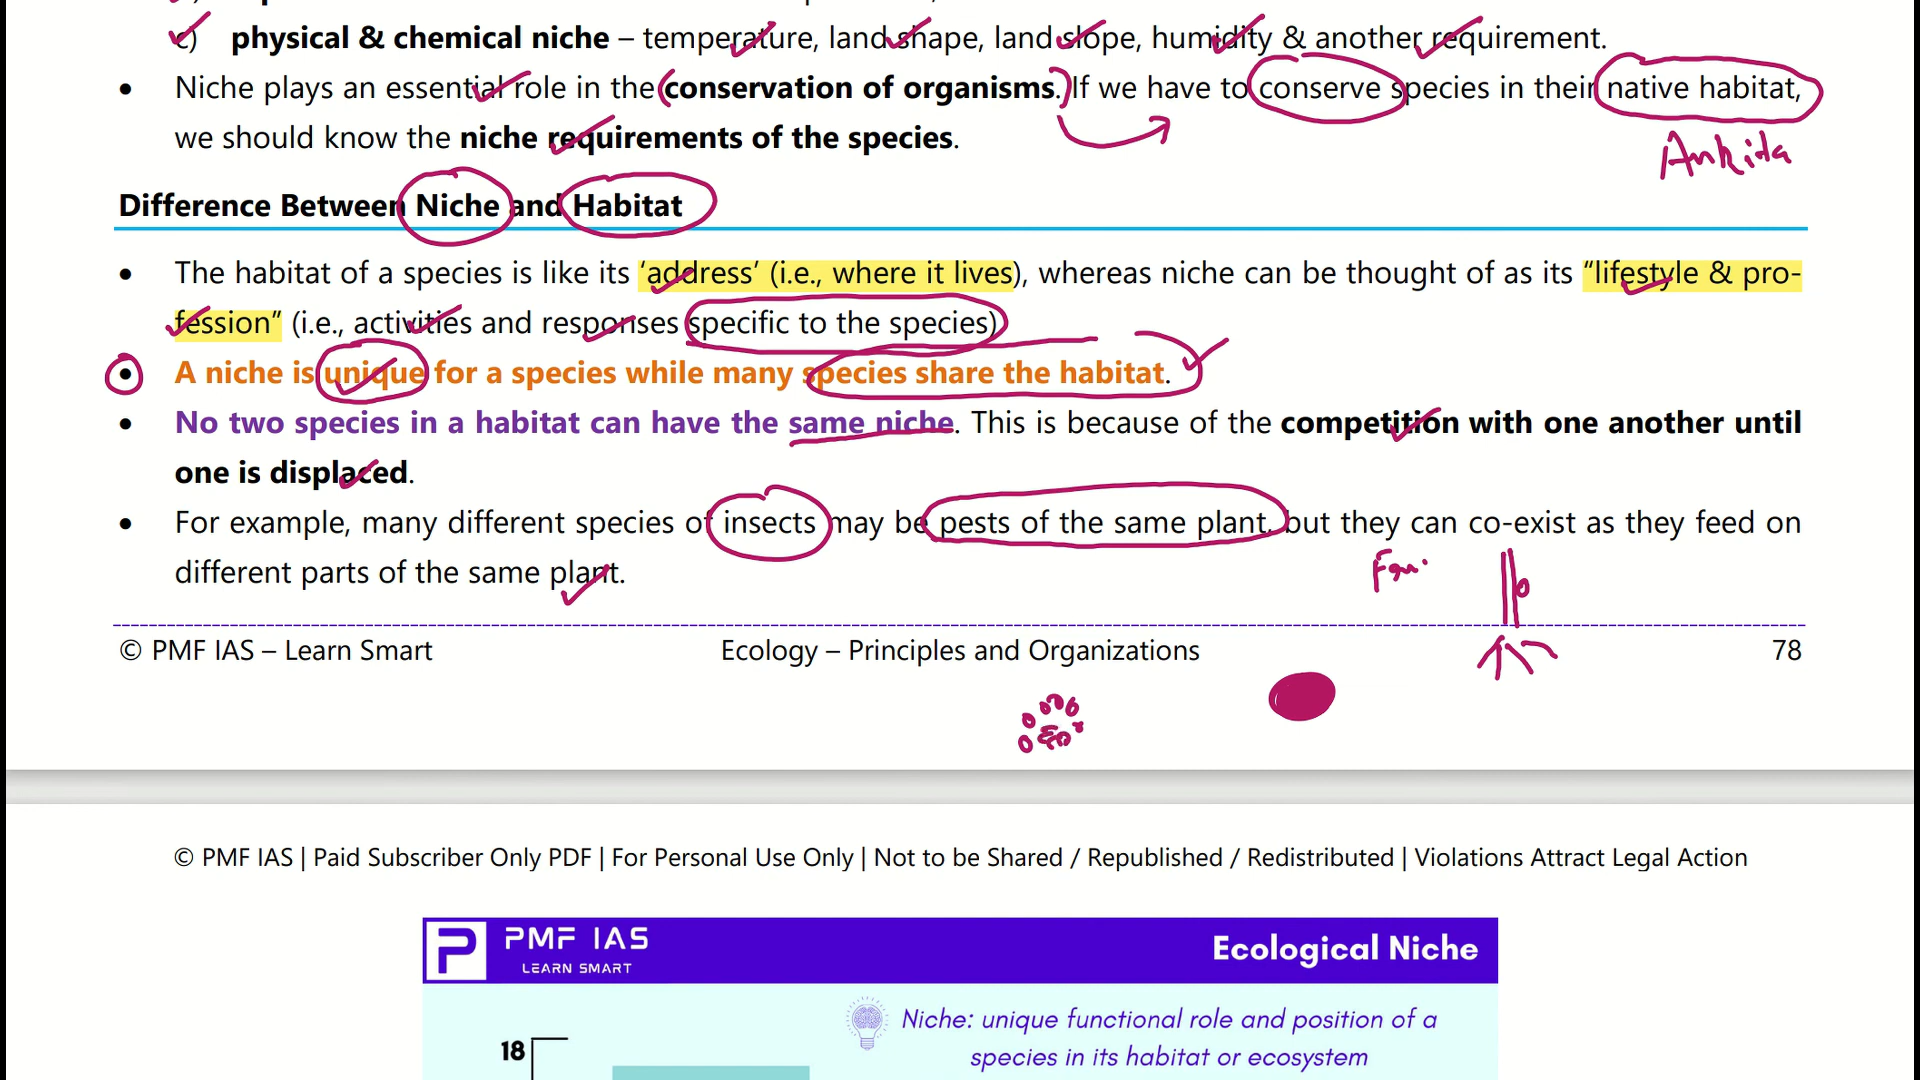 c) physical & chemical niche – temperature, land shape, land slope, humidity & another requirement.
• Niche plays an essential role in the conservation of organisms. If we have to conserve species in their native habitat,
we should know the niche requirements of the species.
Ankita
Difference Between Niche and Habitat
• The habitat of a species is like its ‘address’ (i.e., where it lives), whereas niche can be thought of as its “lifestyle & pro-
fession” (i.e., activities and responses specific to the species)
• A niche is unique for a species while many species share the habitat.
• No two species in a habitat can have the same niche. This is because of the competition with one another until
one is displaced.
• For example, many different species of insects may be pests of the same plant, but they can co-exist as they feed on
different parts of the same plant.
© PMF IAS – Learn Smart
Ecology – Principles and Organizations
78
© PMF IAS | Paid Subscriber Only PDF | For Personal Use Only | Not to be Shared / Republished / Redistributed | Violations Attract Legal Action
P
PMF IAS
LEARN SMART
Ecological Niche
Niche: unique functional role and position of a
species in its habitat or ecosystem
18